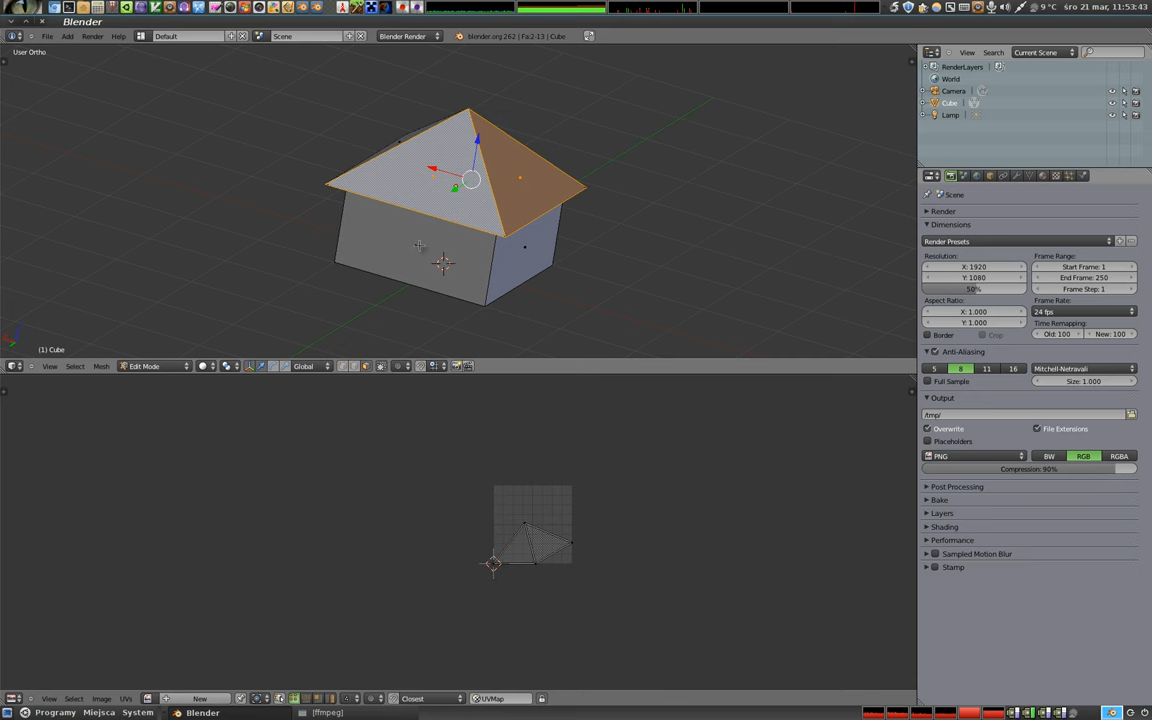 9 °C śro 21 mar, 11:53:43
Blender
File Add Render Help Default Scene Blender Render blender.org 262 | Fa:2-13 | Cube
View Search Current Scene
User Ortho
RenderLayers
World
Camera
Cube
Lamp
Scene
Render
Dimensions
Render Presets
Resolution: Frame Range:
X: 1920 Start Frame: 1
Y: 1080 End Frame: 250
50% Frame Step: 1
Aspect Ratio: Frame Rate:
X: 1.000 24 fps
Y: 1.000 Time Remapping:
Border Crop Old: 100 New: 100
(1) Cube
Anti-Aliasing
View Select Mesh Edit Mode Global
5 8 11 16 Mitchell-Netravali
Full Sample Size: 1.000
Output
/tmp/
Overwrite File Extensions
Placeholders
PNG BW RGB RGBA
Compression: 90%
Post Processing
Bake
Layers
Shading
Performance
Sampled Motion Blur
Stamp
View Select Image UVs New Closest UVMap
Programy Miejsca System Blender [ffmpeg]